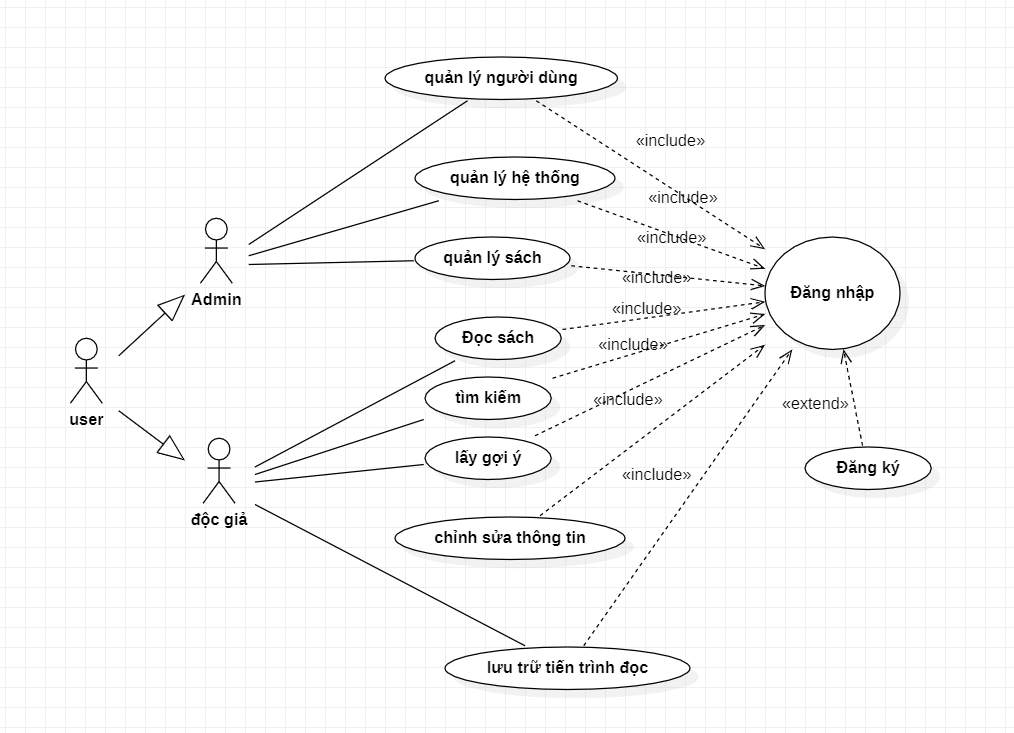 quản lý người dùng
«include»
quản lý hệ thống
«include»
«include»
quản lý sách
«include»
Đăng nhập
Admin
«include»
Đọc sách
«include»
tìm kiếm
«include»
«extend»
user
lấy gợi ý
Đăng ký
«include»
độc giả
chỉnh sửa thông tin
lưu trữ tiến trình đọc